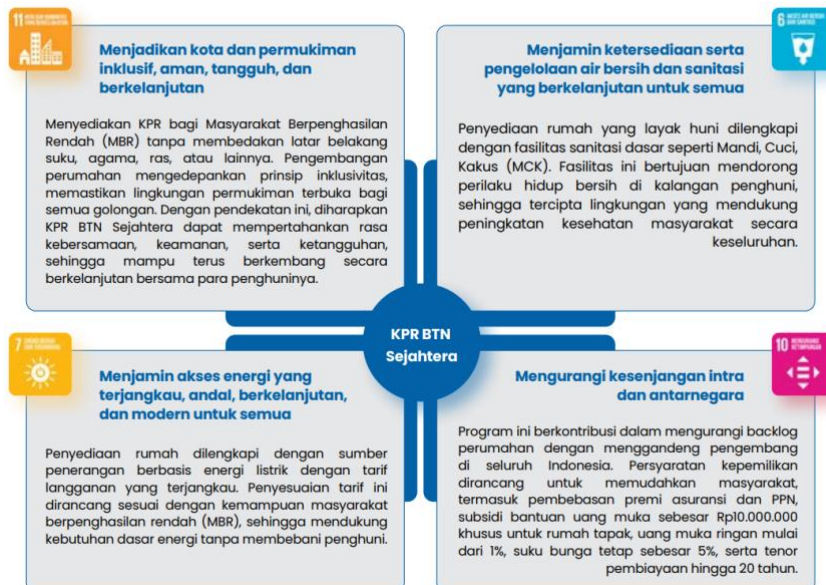 11
Menjadikan kota dan permukiman
inklusif, aman, tangguh, dan
berkelanjutan
Menyediakan KPR bagi Masyarakat Berpenghasilan
Rendah (MBR) tanpa membedakan latar belakang
suku, agama, ras, atau lainnya. Pengembangan
perumahan mengedepankan prinsip inklusivitas,
memastikan lingkungan permukiman terbuka bagi
semua golongan. Dengan pendekatan ini, diharapkan
KPR BTN Sejahtera dapat mempertahankan rasa
kebersamaan, keamanan, serta ketangguhan,
sehingga mampu terus berkembang secara
berkelanjutan bersama para penghuninya.
6
Menjamin ketersediaan serta
pengelolaan air bersih dan sanitasi
yang berkelanjutan untuk semua
Penyediaan rumah yang layak huni dilengkapi
dengan fasilitas sanitasi dasar seperti Mandi, Cuci,
Kakus (MCK). Fasilitas ini bertujuan mendorong
perilaku hidup bersih di kalangan penghuni,
sehingga tercipta lingkungan yang mendukung
peningkatan kesehatan masyarakat secara
keseluruhan.
KPR BTN
Sejahtera
7
Menjamin akses energi yang
terjangkau, andal, berkelanjutan,
dan modern untuk semua
Penyediaan rumah dilengkapi dengan sumber
penerangan berbasis energi listrik dengan tarif
langganan yang terjangkau. Penyesuaian tarif ini
dirancang sesuai dengan kemampuan masyarakat
berpenghasilan rendah (MBR), sehingga mendukung
kebutuhan dasar energi tanpa membebani penghuni.
10
Mengurangi kesenjangan intra
dan antarnegara
Program ini berkontribusi dalam mengurangi backlog
perumahan dengan menggandeng pengembang
di seluruh Indonesia. Persyaratan kepemilikan
dirancang untuk memudahkan masyarakat,
termasuk pembebasan premi asuransi dan PPN,
subsidi bantuan uang muka sebesar Rp10.000.000
khusus untuk rumah tapak, uang muka ringan mulai
dari 1%, suku bunga tetap sebesar 5%, serta tenor
pembiayaan hingga 20 tahun.